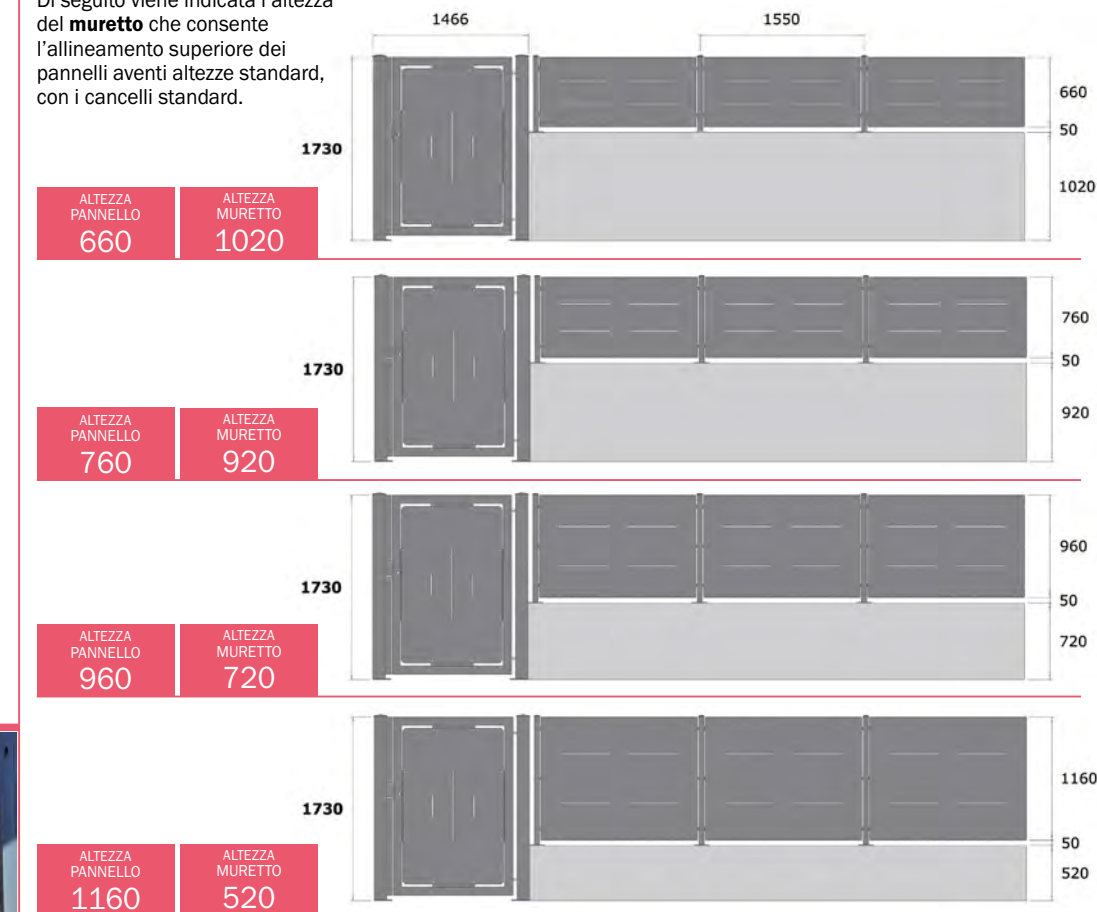 Di seguito viene indicata l'altezza
del muretto che consente
l'allineamento superiore dei
pannelli aventi altezze standard,
con i cancelli standard.
1466
1550
1730
660
50
1020
ALTEZZA PANNELLO
660
ALTEZZA MURETTO
1020
1730
760
50
920
ALTEZZA PANNELLO
760
ALTEZZA MURETTO
920
1730
960
50
720
ALTEZZA PANNELLO
960
ALTEZZA MURETTO
720
1730
1160
50
520
ALTEZZA PANNELLO
1160
ALTEZZA MURETTO
520